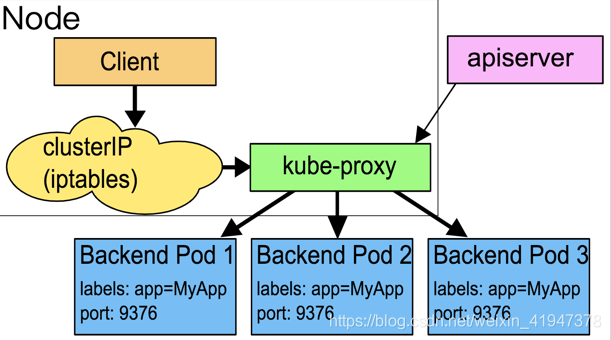 Node
Client
apiserver
clusterIP
(iptables)
kube-proxy
Backend Pod 1
labels: app=MyApp
port: 9376
Backend Pod 2
labels: app=MyApp
port: 9376
Backend Pod 3
labels: app=MyApp
port: 9376
https://blog.csdn.net/weixin_41947378